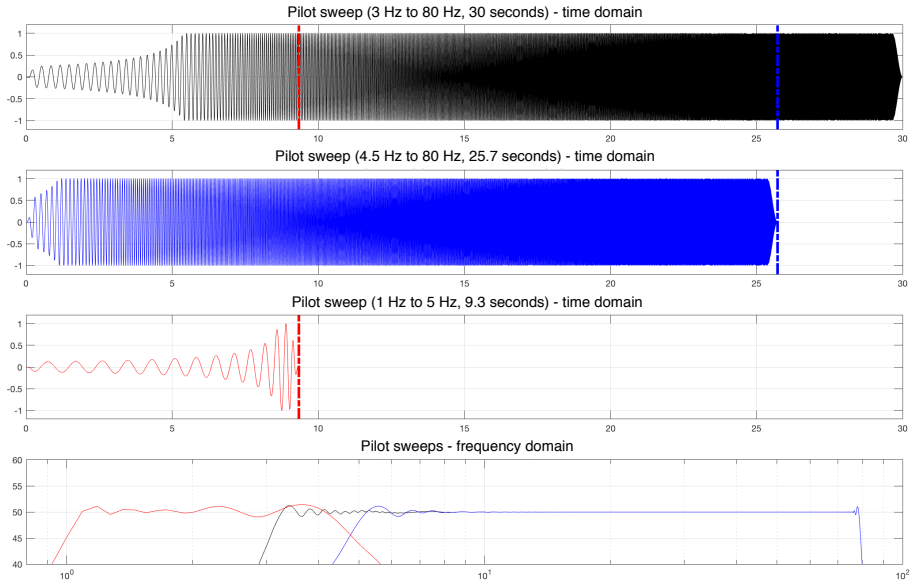 Pilot sweep (3 Hz to 80 Hz, 30 seconds) - time domain
1
0.5
0
-0.5
-1
0 5 10 15 20 25 30
Pilot sweep (4.5 Hz to 80 Hz, 25.7 seconds) - time domain
1
0.5
0
-0.5
-1
0 5 10 15 20 25 30
Pilot sweep (1 Hz to 5 Hz, 9.3 seconds) - time domain
1
0.5
0
-0.5
-1
0 5 10 15 20 25 30
Pilot sweeps - frequency domain
60
55
50
45
40
10⁰ 10¹ 10²